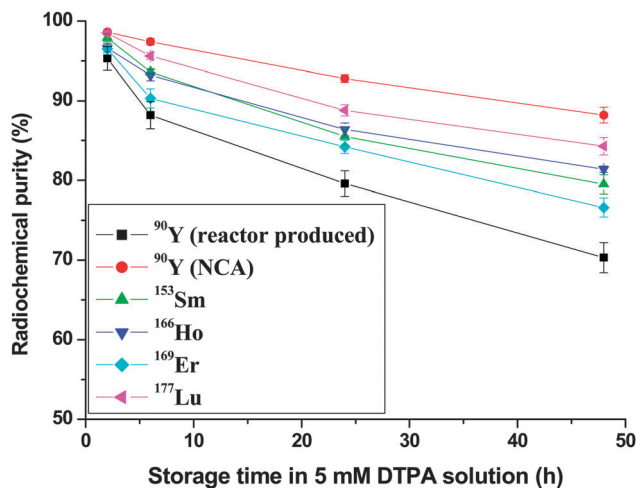 Radiochemical purity (%)
100
90
80
70
60
50
⁹⁰Y (reactor produced)
⁹⁰Y (NCA)
¹⁵³Sm
¹⁶⁶Ho
¹⁶⁹Er
¹⁷⁷Lu
0 10 20 30 40 50
Storage time in 5 mM DTPA solution (h)